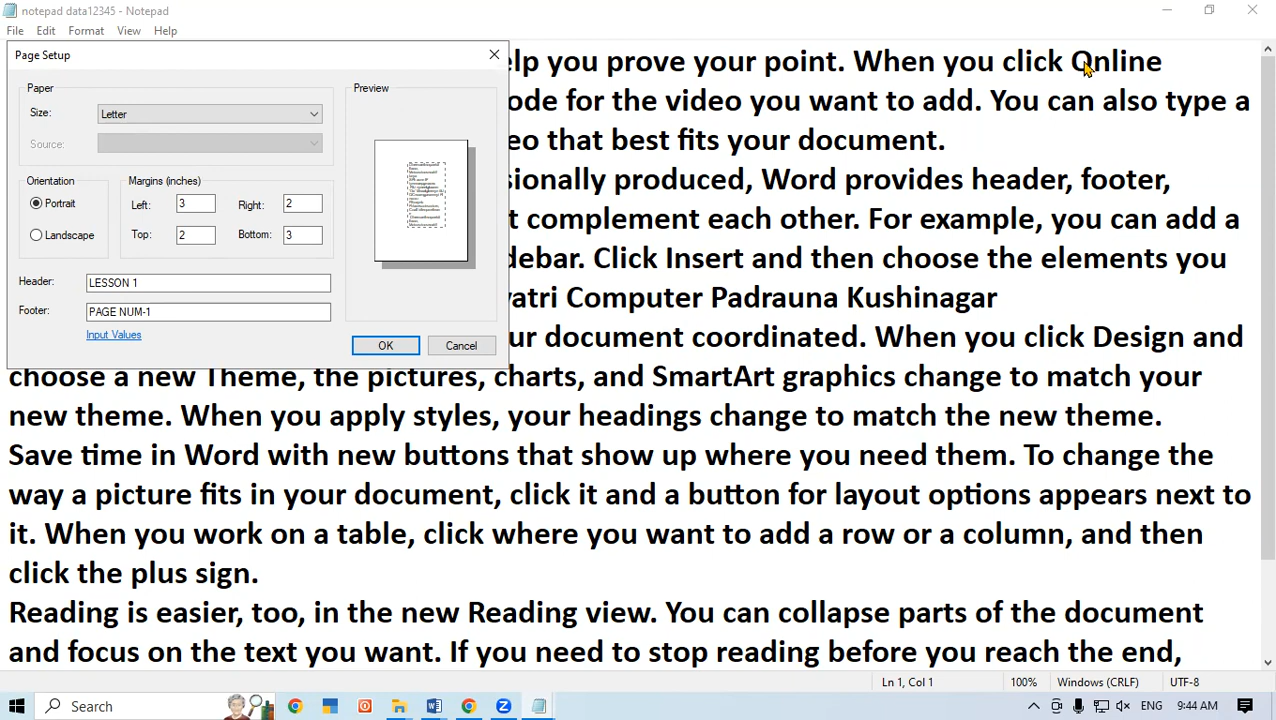 notepad data12345 - Notepad
File Edit Format View Help
Page Setup
Paper
Size: Letter
Source:
Orientation
Portrait
Landscape
Margins (inches)
Left: 3 Right: 2
Top: 2 Bottom: 3
Header: LESSON 1
Footer: PAGE NUM-1
Input Values
Preview
OK Cancel
elp you prove your point. When you click Online
ode for the video you want to add. You can also type a
eo that best fits your document.
sionally produced, Word provides header, footer,
t complement each other. For example, you can add a
debar. Click Insert and then choose the elements you
vatri Computer Padrauna Kushinagar
ur document coordinated. When you click Design and
choose a new Theme, the pictures, charts, and SmartArt graphics change to match your
new theme. When you apply styles, your headings change to match the new theme.
Save time in Word with new buttons that show up where you need them. To change the
way a picture fits in your document, click it and a button for layout options appears next to
it. When you work on a table, click where you want to add a row or a column, and then
click the plus sign.
Reading is easier, too, in the new Reading view. You can collapse parts of the document
and focus on the text you want. If you need to stop reading before you reach the end,
Ln 1, Col 1 100% Windows (CRLF) UTF-8
Search
ENG 9:44 AM